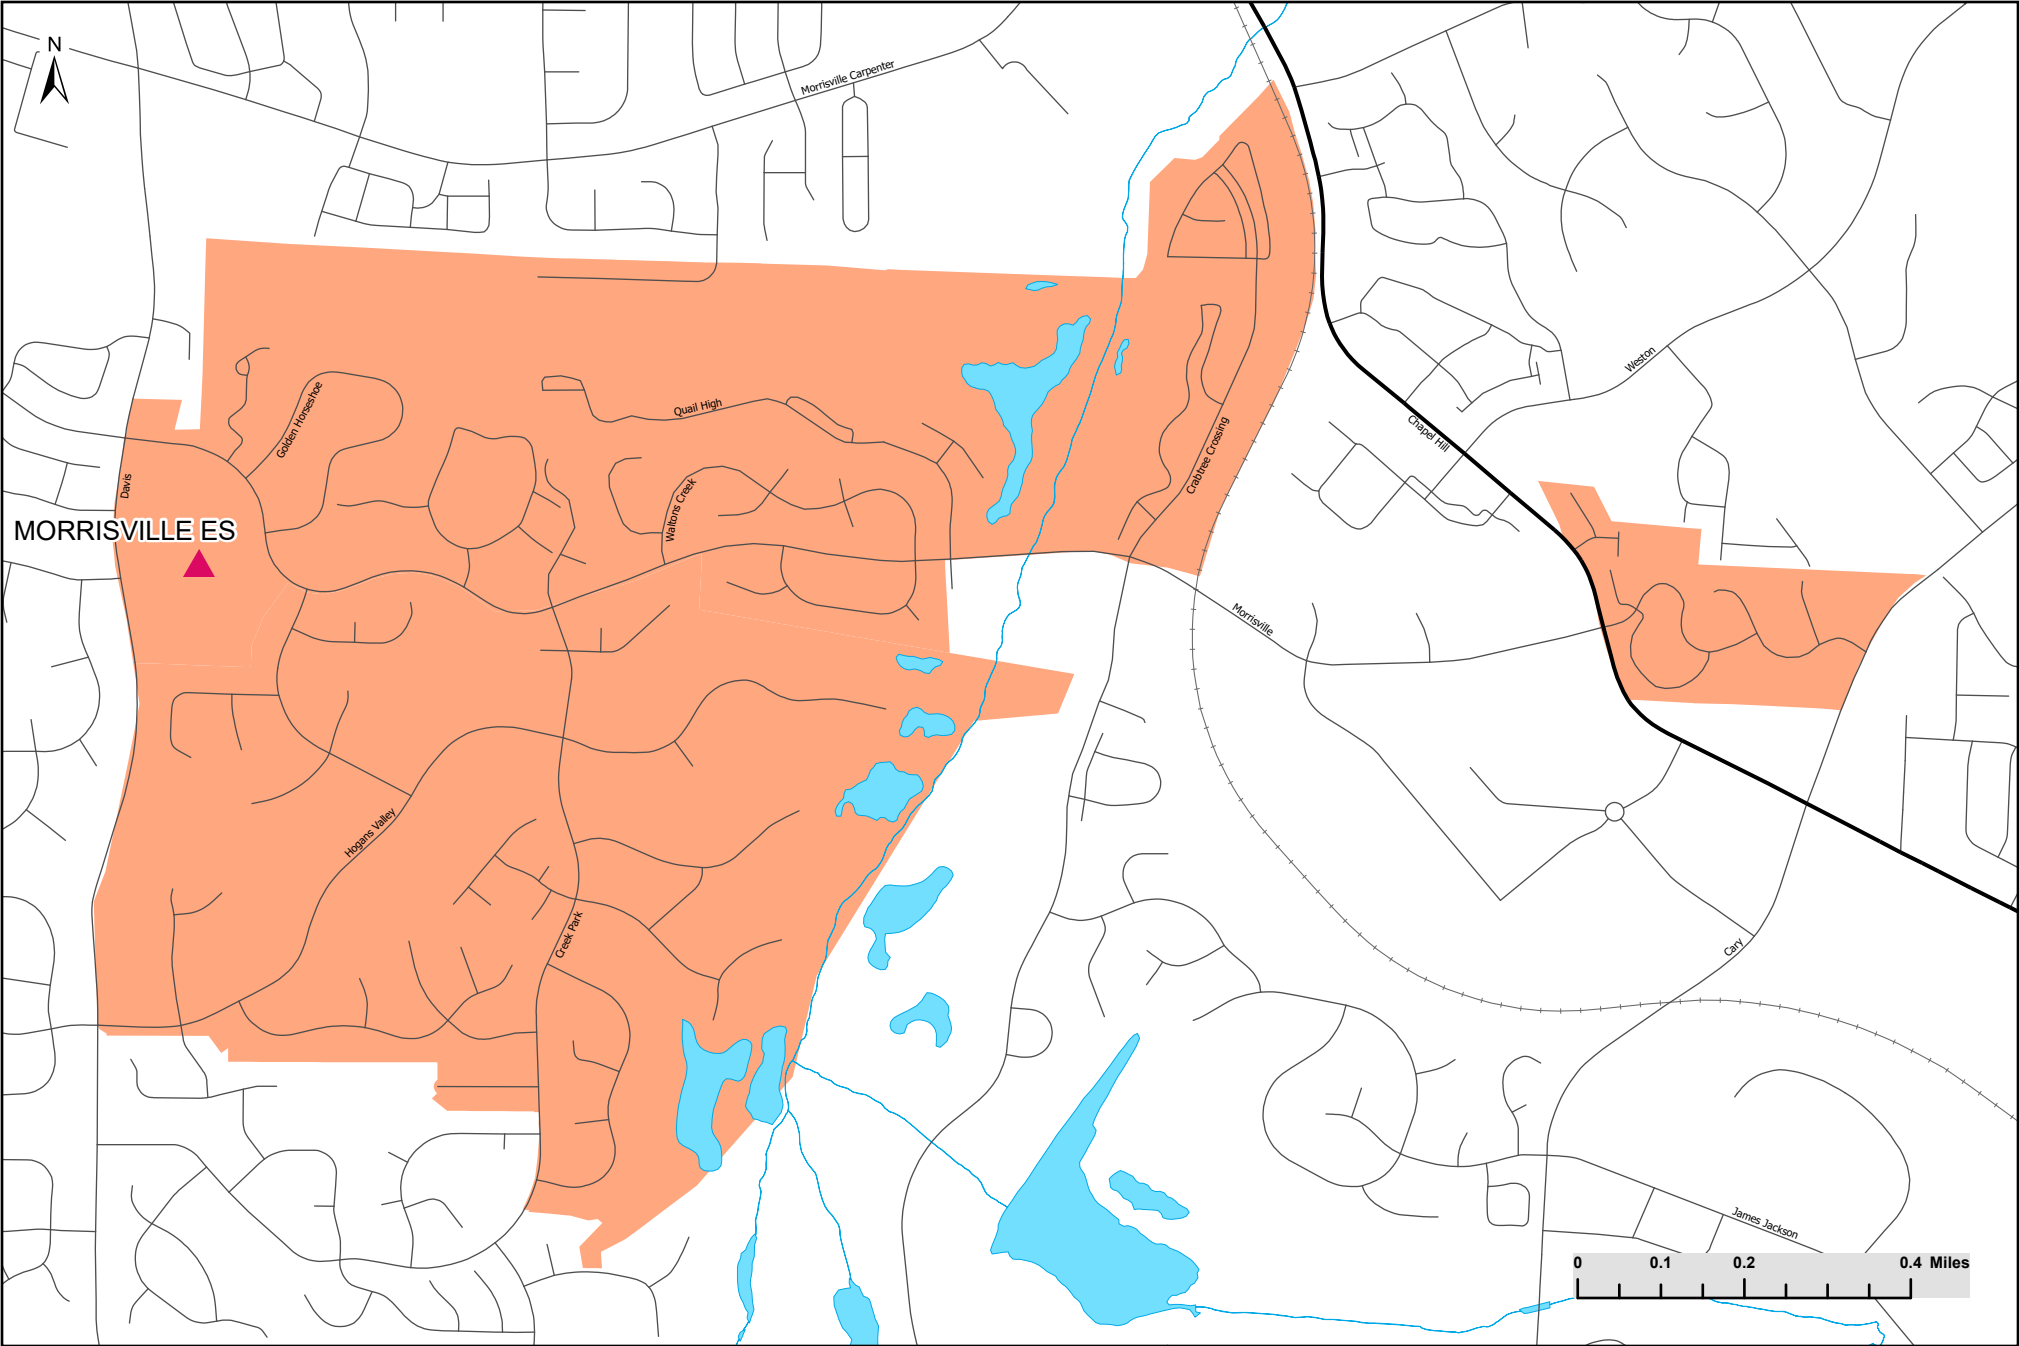 N
Morrisville Carpenter
Weston
Golden Horseshoe
Quail High
Chapel Hill
Crabtree Crossing
Davis
Waltons Creek
MORRISVILLE ES
Morrisville
Hogans Valley
Creek Park
Cary
James Jackson
0 0.1 0.2 0.4 Miles